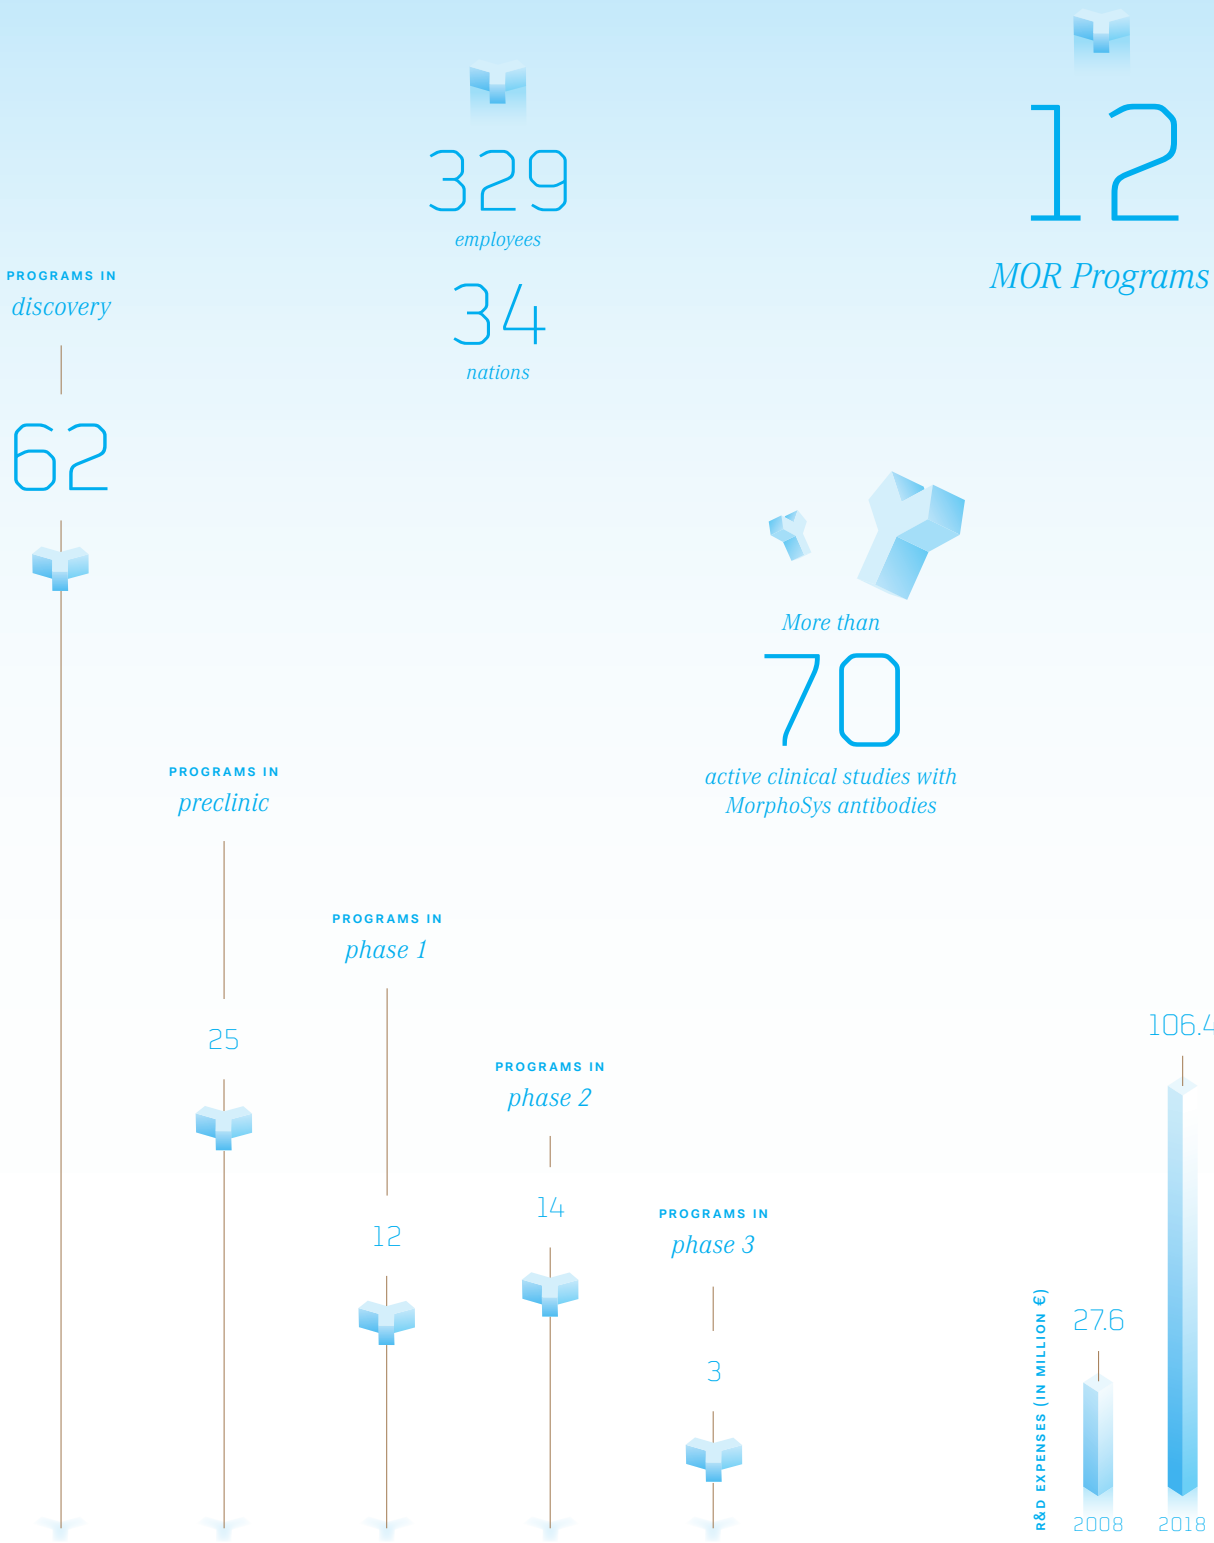 12
MOR Programs
329
employees
34
nations
PROGRAMS IN
discovery
62
More than
70
active clinical studies with
MorphoSys antibodies
PROGRAMS IN
preclinic
25
PROGRAMS IN
phase 1
12
PROGRAMS IN
phase 2
14
PROGRAMS IN
phase 3
3
R&D EXPENSES (IN MILLION €)
27.6
2008
106.4
2018